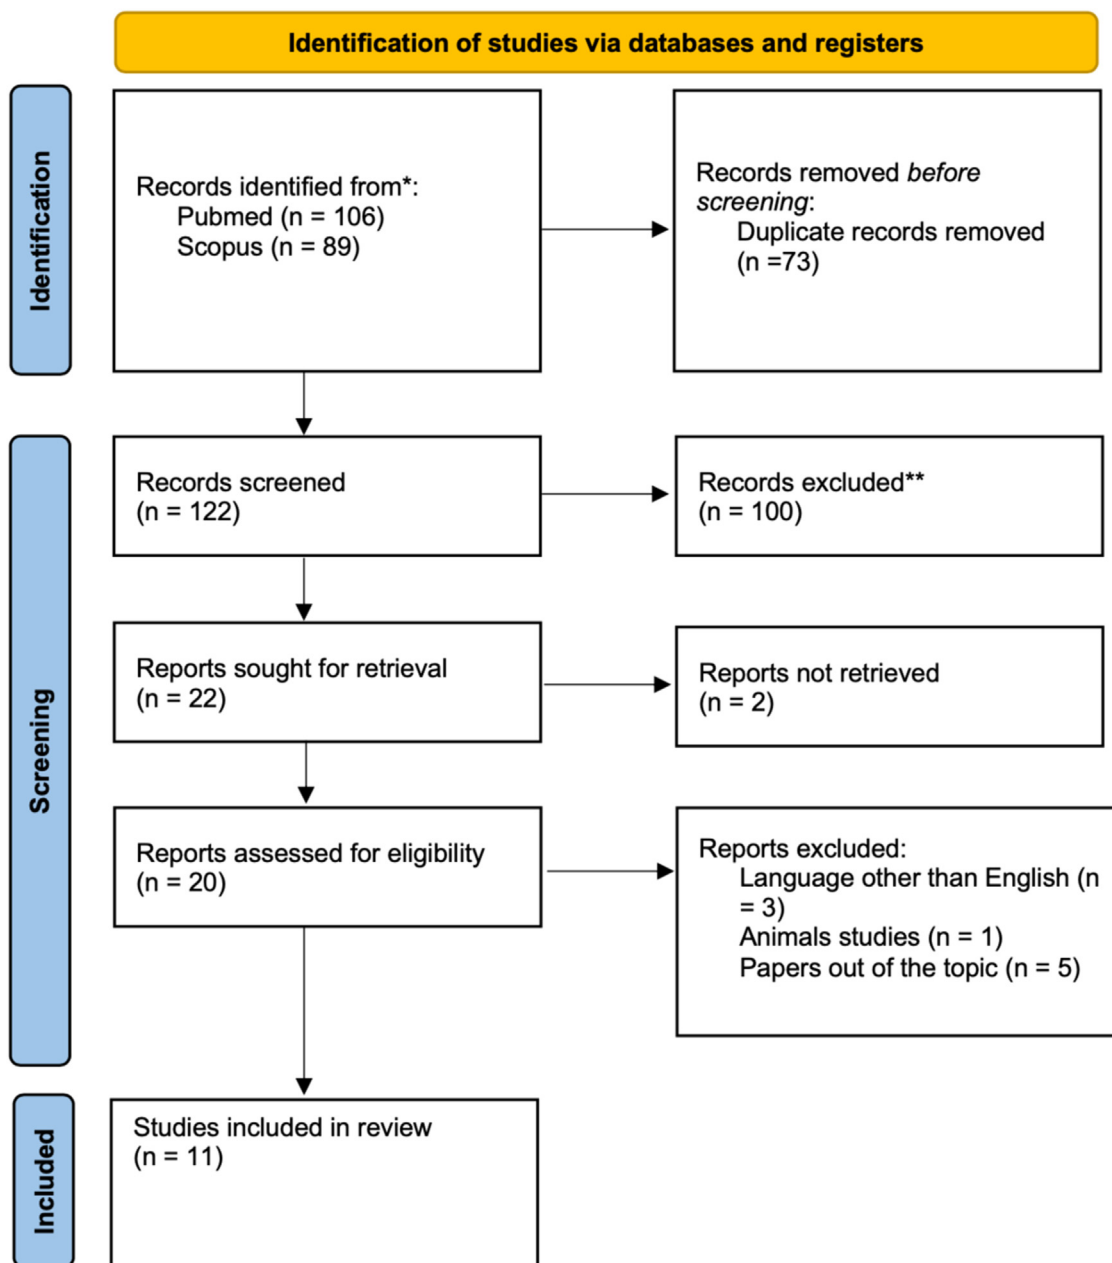 Identification of studies via databases and registers
Identification
Records identified from*:
Pubmed (n = 106)
Scopus (n = 89)
Records removed before
screening:
Duplicate records removed
(n =73)
Screening
Records screened
(n = 122)
Records excluded**
(n = 100)
Reports sought for retrieval
(n = 22)
Reports not retrieved
(n = 2)
Reports assessed for eligibility
(n = 20)
Reports excluded:
Language other than English (n
= 3)
Animals studies (n = 1)
Papers out of the topic (n = 5)
Included
Studies included in review
(n = 11)